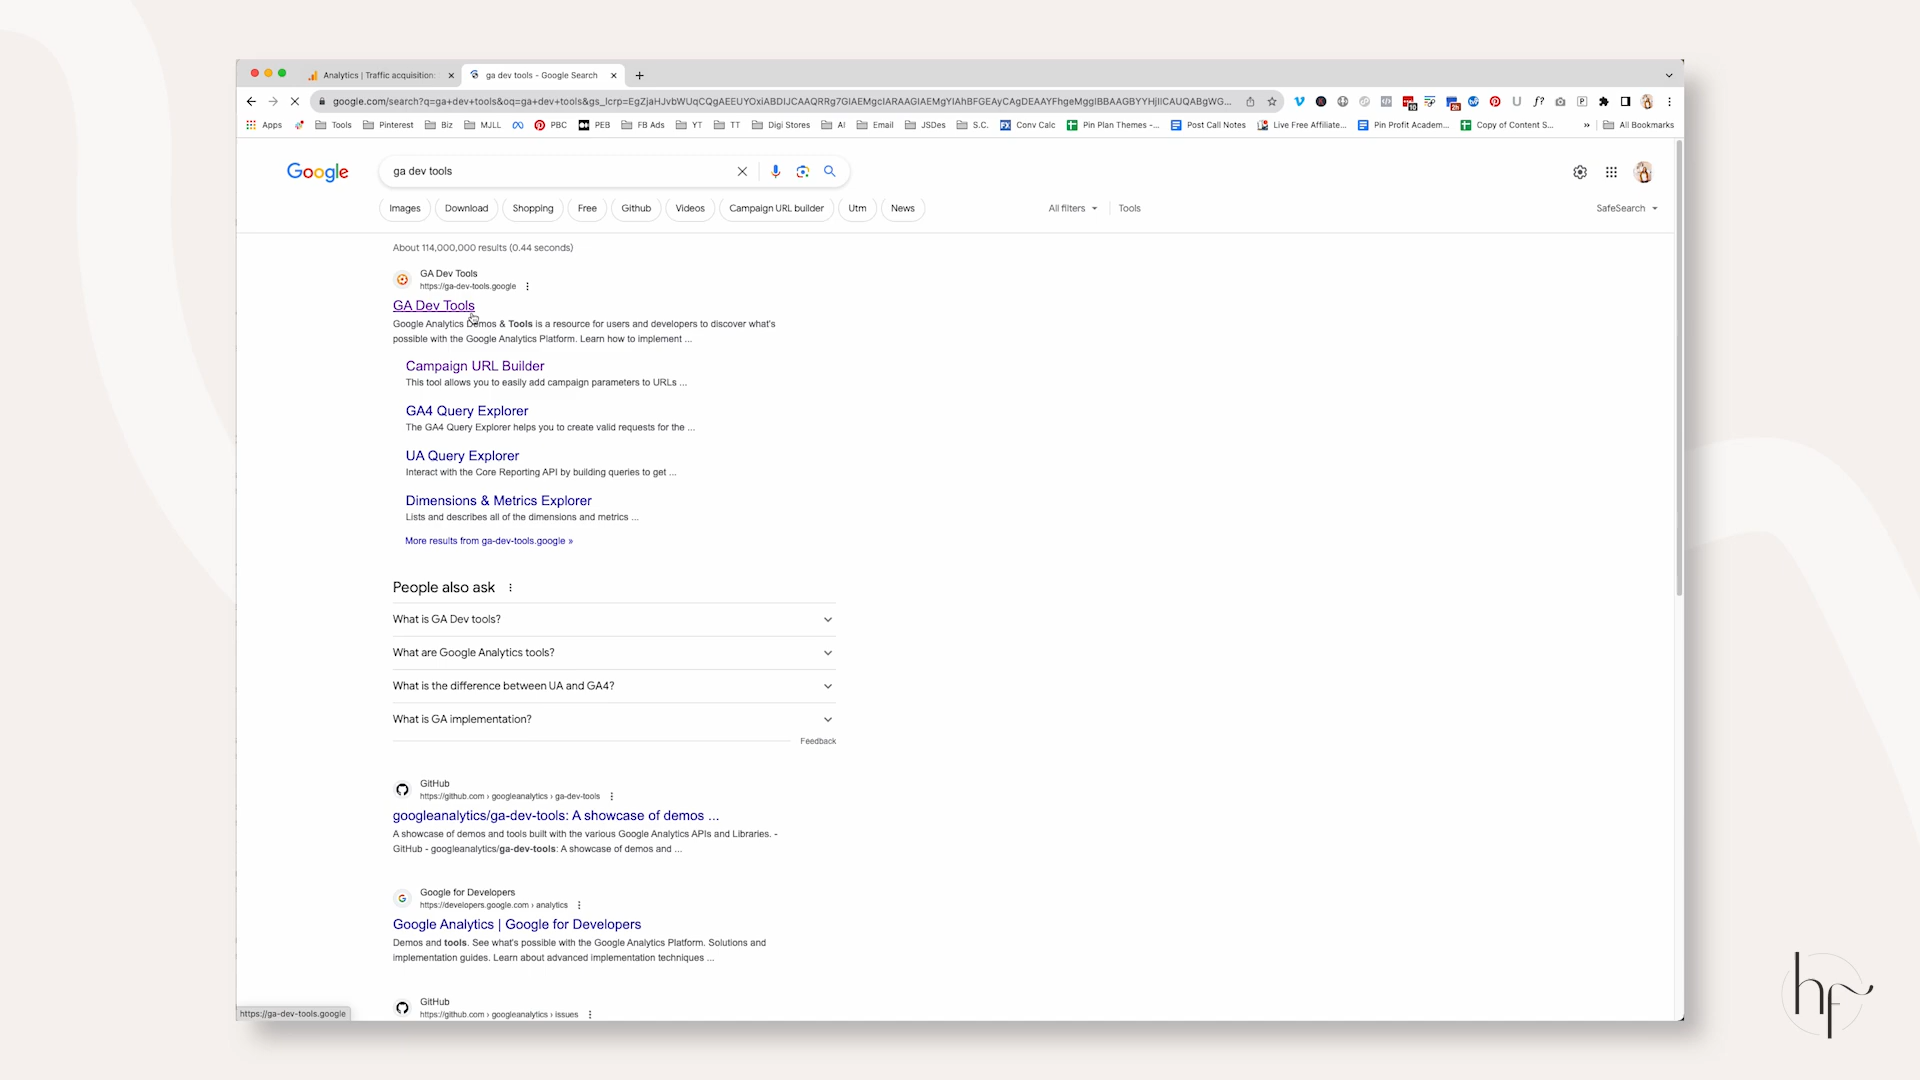 Analytics | Traffic acquisition:
ga dev tools - Google Search
google.com/search?q=ga+dev+tools&oq=ga+dev+tools&gs_lcrp=
Apps
Tools
Pinterest
Biz
MJLL
PBC
PEB
FB Ads
YT
TT
Digi Stores
AI
Email
JSDes
S.C.
Conv Calc
Pin Plan Themes -...
Post Call Notes
Live Free Affiliate...
Pin Profit Academ...
Copy of Content S...
»
All Bookmarks
Google
ga dev tools
Images
Download
Shopping
Free
Github
Videos
Campaign URL builder
Utm
News
All filters
Tools
SafeSearch
About 114,000,000 results (0.44 seconds)
GA Dev Tools
https://ga-dev-tools.google
GA Dev Tools
Google Analytics Demos & Tools is a resource for users and developers to discover what's
possible with the Google Analytics Platform. Learn how to implement ...
Campaign URL Builder
This tool allows you to easily add campaign parameters to URLs ...
GA4 Query Explorer
The GA4 Query Explorer helps you to create valid requests for the ...
UA Query Explorer
Interact with the Core Reporting API by building queries to get ...
Dimensions & Metrics Explorer
Lists and describes all of the dimensions and metrics ...
More results from ga-dev-tools.google »
People also ask
What is GA Dev tools?
What are Google Analytics tools?
What is the difference between UA and GA4?
What is GA implementation?
Feedback
GitHub
https://github.com › googleanalytics › ga-dev-tools
googleanalytics/ga-dev-tools: A showcase of demos ...
A showcase of demos and tools built with the various Google Analytics APIs and Libraries. -
GitHub - googleanalytics/ga-dev-tools: A showcase of demos and ...
Google for Developers
https://developers.google.com › analytics
Google Analytics | Google for Developers
Demos and tools. See what's possible with the Google Analytics Platform. Solutions and
implementation guides. Learn about advanced implementation techniques ...
GitHub
https://github.com › googleanalytics › issues
https://ga-dev-tools.google
hf